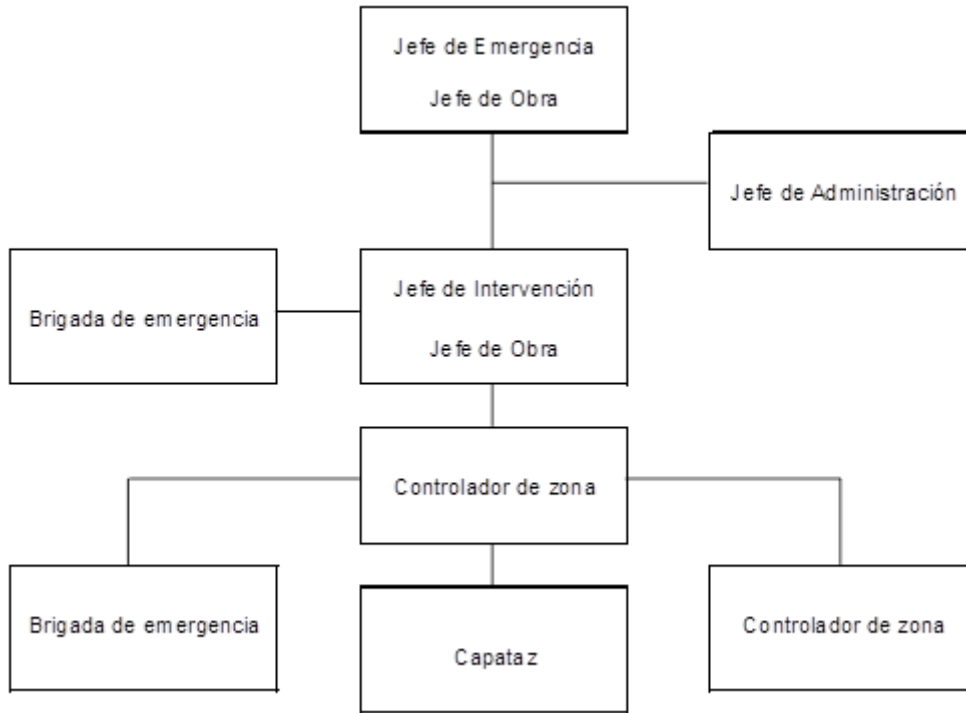 Jefe de Emergencia
Jefe de Obra
Jefe de Administración
Brigada de emergencia
Jefe de Intervención
Jefe de Obra
Controlador de zona
Brigada de emergencia
Capataz
Controlador de zona